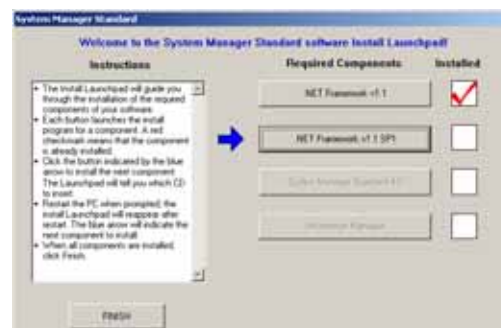 System Manager Standard
Welcome to the System Manager Standard software Install Launchpad!
Instructions
• The Install Launchpad will guide you
through the installation of the required
components of your software.
• Each button launches the install
program for a component. A red
checkmark means that the component
is already installed.
• Click the button indicated by the blue
arrow to install the next component.
The Launchpad will tell you which CD
to insert.
• Restart the PC when prompted, the
install Launchpad will reappear after
restart. The blue arrow will indicate the
next component to install.
• When all components are installed,
click Finish.
FINISH
Required Components
Installed
.NET Framework v1.1
.NET Framework v1.1 SP1
System Manager Standard
Manager